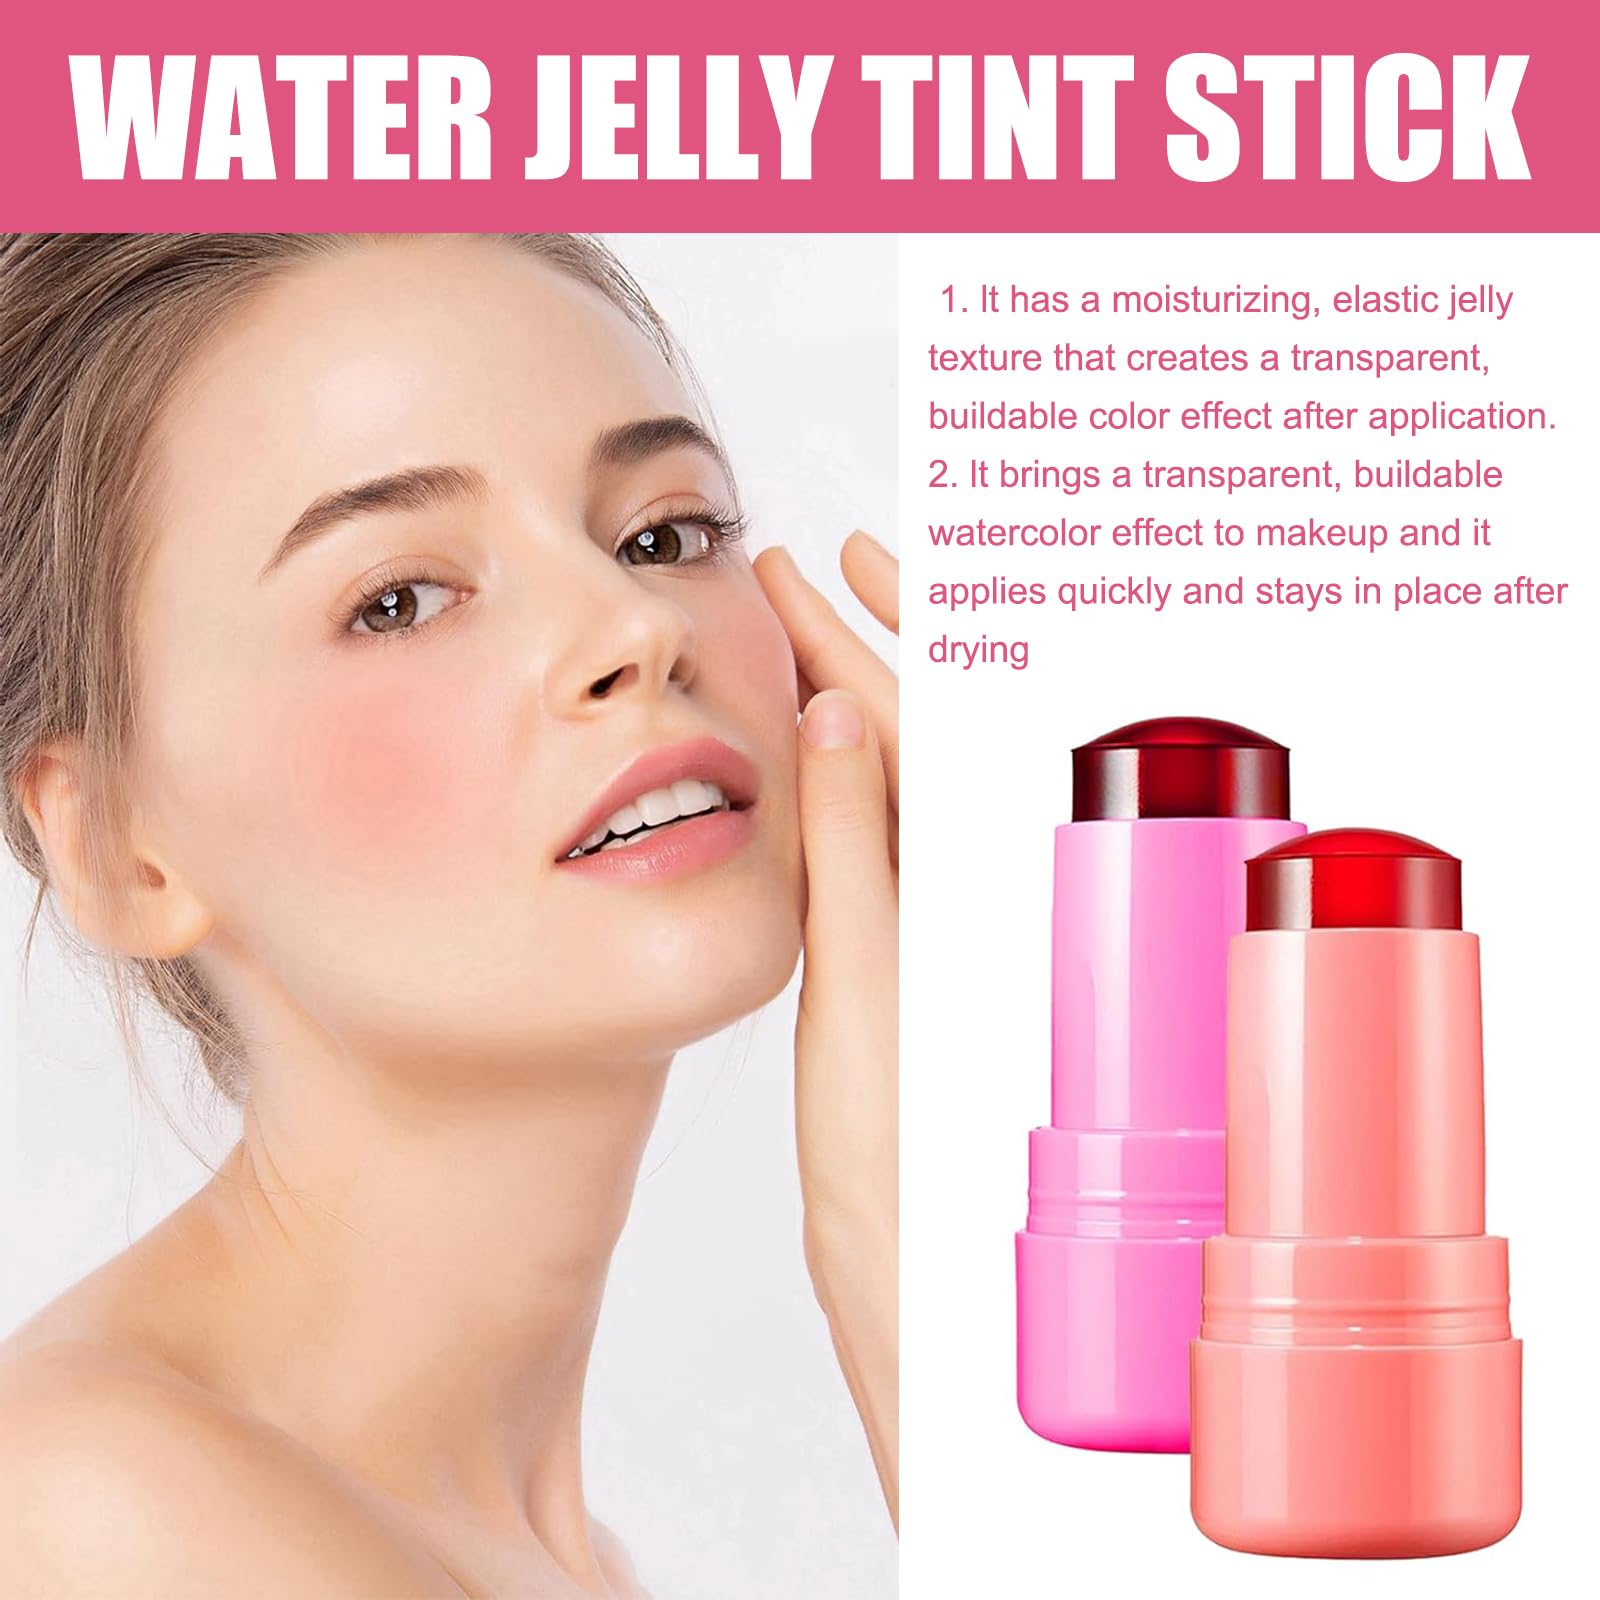 WATER JELLY TINT STICK
1. It has a moisturizing, elastic jelly
texture that creates a transparent,
buildable color effect after application.
2. It brings a transparent, buildable
watercolor effect to makeup and it
applies quickly and stays in place after
drying